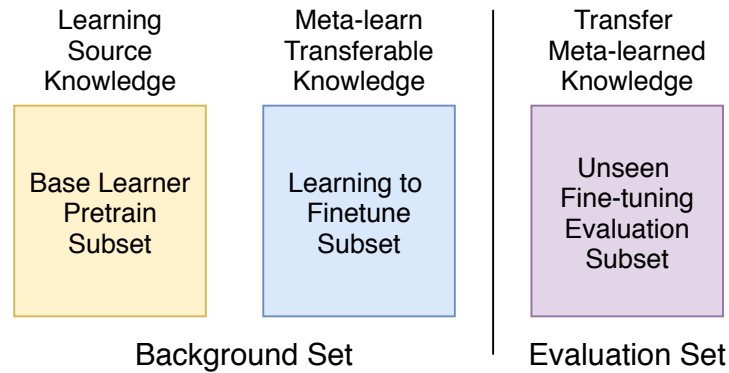 Learning
Source
Knowledge
Meta-learn
Transferable
Knowledge
Transfer
Meta-learned
Knowledge
Base Learner
Pretrain
Subset
Learning to
Finetune
Subset
Unseen
Fine-tuning
Evaluation
Subset
Background Set
Evaluation Set